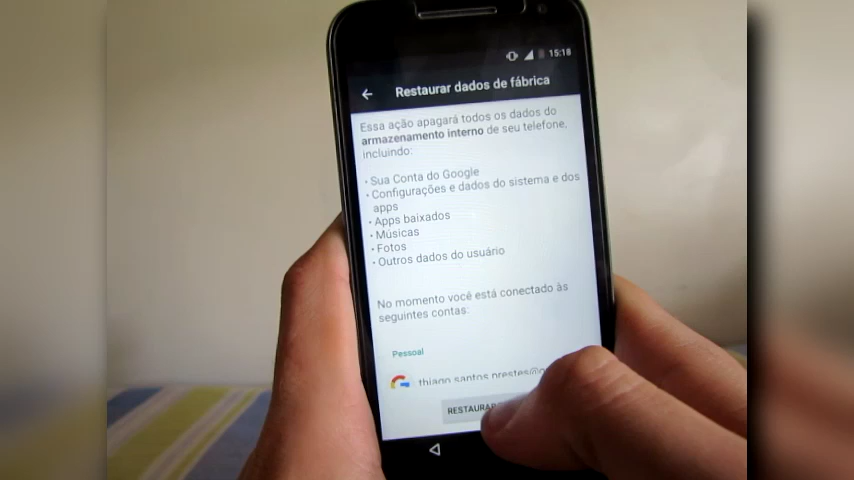 15:18
Restaurar dados de fábrica
Essa ação apagará todos os dados do
armazenamento interno de seu telefone,
incluindo:
• Sua Conta do Google
• Configurações e dados do sistema e dos
apps
• Apps baixados
• Músicas
• Fotos
• Outros dados do usuário
No momento você está conectado às
seguintes contas:
Pessoal
thiago.santos.prestes@
RESTAURAR